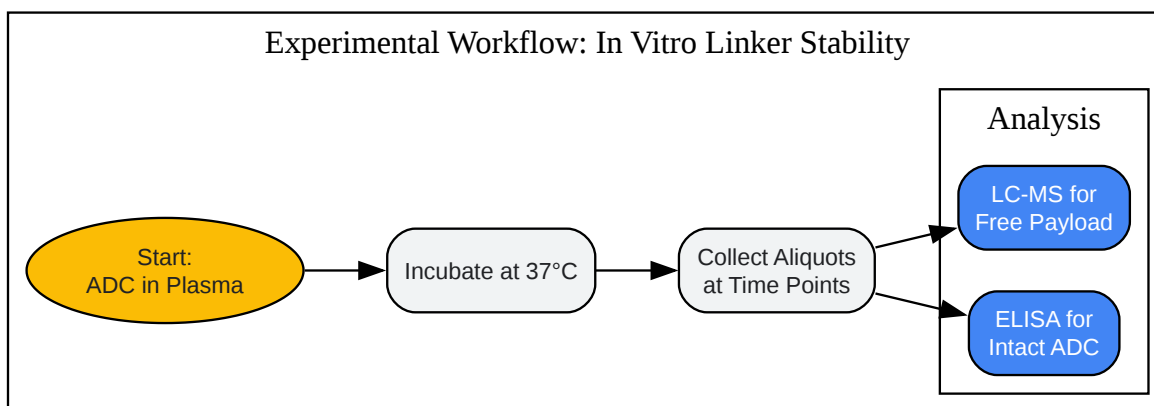 Experimental Workflow: In Vitro Linker Stability
Analysis
Start:
ADC in Plasma
Incubate at 37°C
Collect Aliquots
at Time Points
LC-MS for
Free Payload
ELISA for
Intact ADC